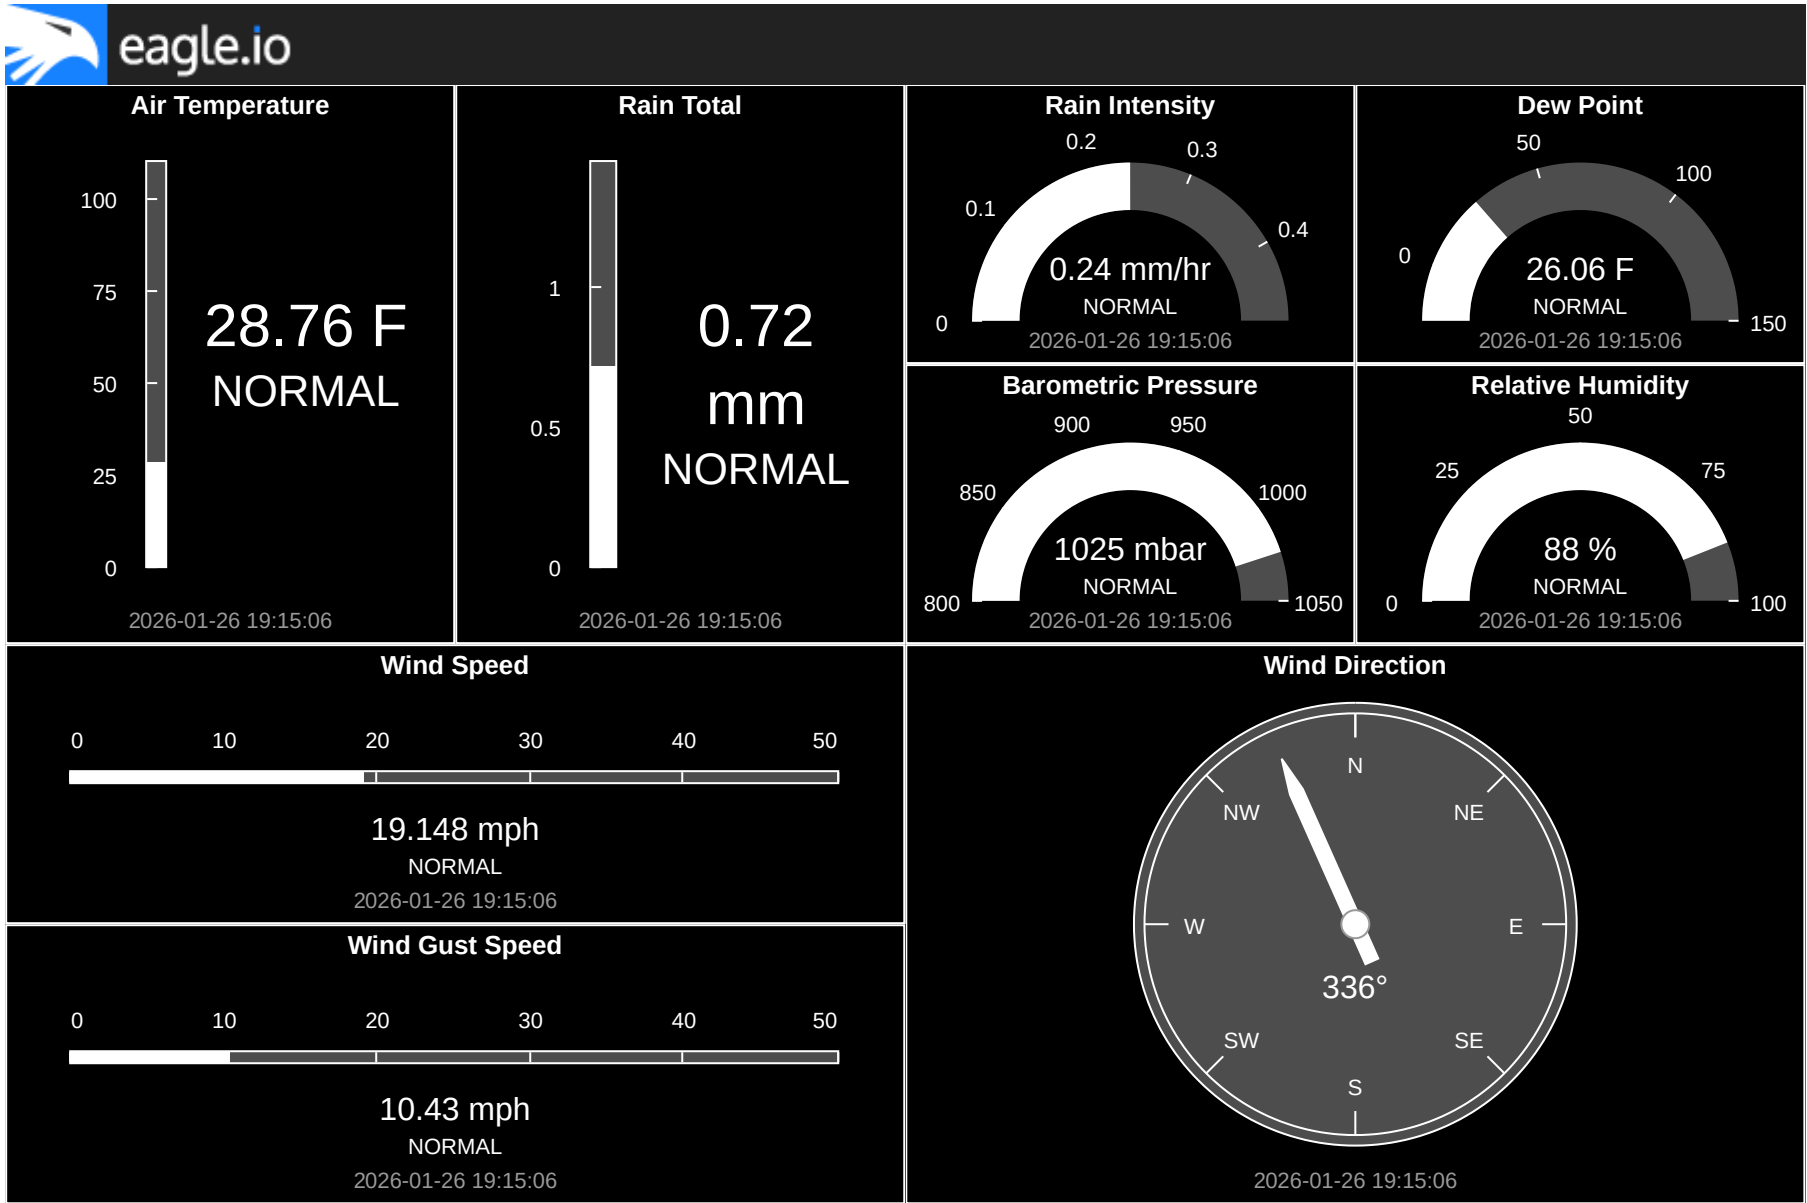 eagle.io
Air Temperature
100
75
50
25
0
28.76 F
NORMAL
2026-01-26 19:15:06
Rain Total
1
0.5
0
0.72
mm
NORMAL
2026-01-26 19:15:06
Rain Intensity
0
0.1
0.2
0.3
0.4
0.24 mm/hr
NORMAL
2026-01-26 19:15:06
Dew Point
0
50
100
150
26.06 F
NORMAL
2026-01-26 19:15:06
Barometric Pressure
800
850
900
950
1000
1050
1025 mbar
NORMAL
2026-01-26 19:15:06
Relative Humidity
0
25
50
75
100
88 %
NORMAL
2026-01-26 19:15:06
Wind Speed
0 10 20 30 40 50
19.148 mph
NORMAL
2026-01-26 19:15:06
Wind Gust Speed
0 10 20 30 40 50
10.43 mph
NORMAL
2026-01-26 19:15:06
Wind Direction
N
NW NE
W E
336°
SW SE
S
2026-01-26 19:15:06